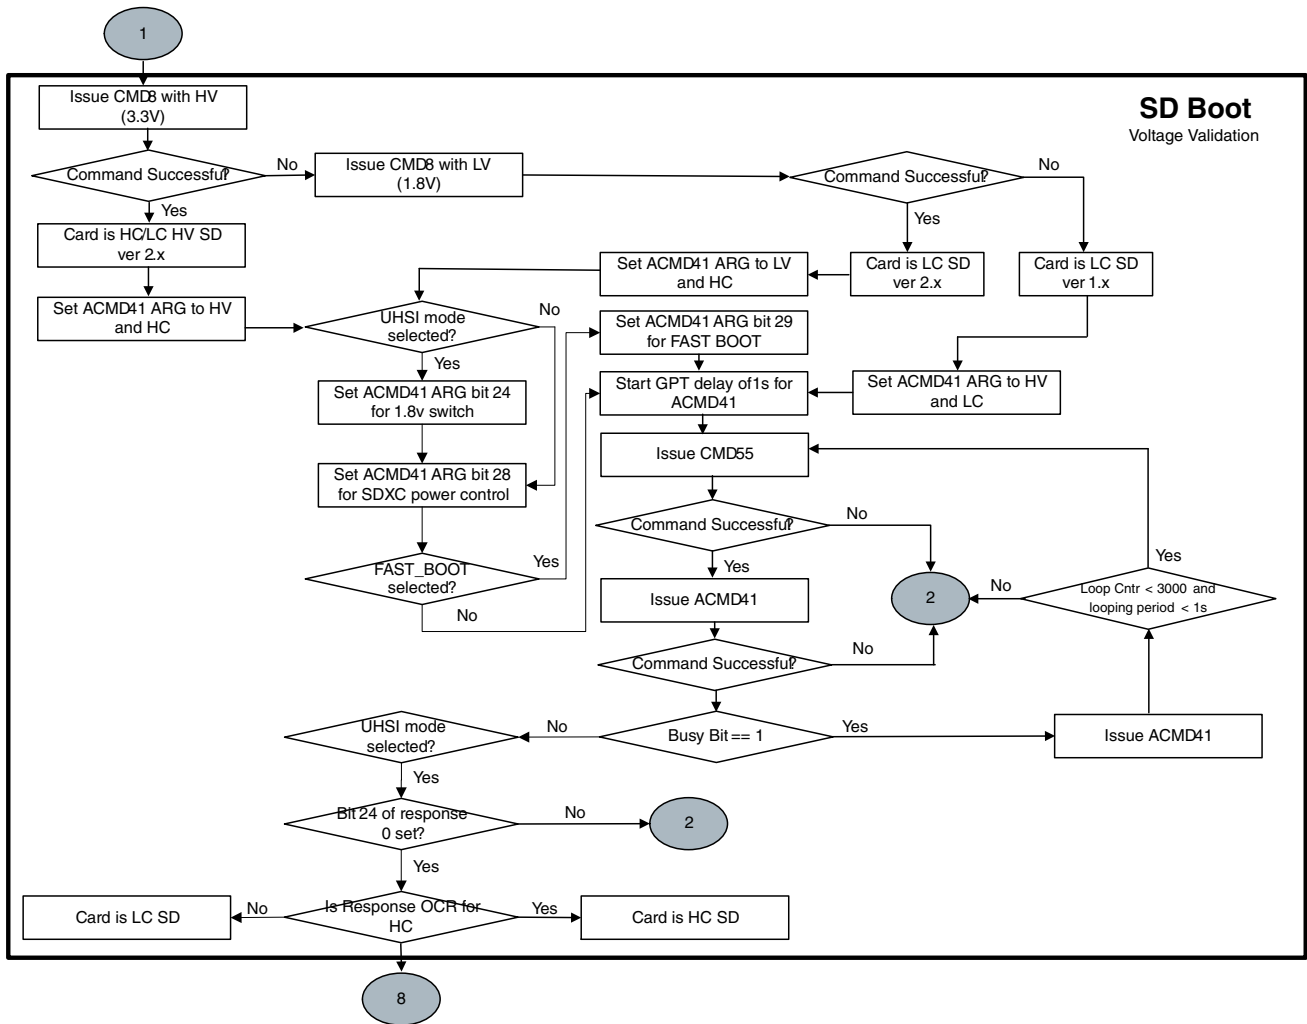 1
Issue CMD8 with HV
(3.3V)
SD Boot
Voltage Validation
Command Successful?
No
Issue CMD8 with LV
(1.8V)
Command Successful?
No
Yes
Yes
Card is HC/LC HV SD
ver 2.x
Set ACMD41 ARG to LV
and HC
Card is LC SD
ver 2.x
Card is LC SD
ver 1.x
Set ACMD41 ARG to HV
and HC
UHSI mode
selected?
No
Set ACMD41 ARG bit 29
for FAST BOOT
Yes
Set ACMD41 ARG bit 24
for 1.8v switch
Start GPT delay of1s for
ACMD41
Set ACMD41 ARG to HV
and LC
Issue CMD55
Set ACMD41 ARG bit 28
for SDXC power control
Command Successful?
No
Yes
FAST_BOOT
selected?
Yes
No
Yes
Issue ACMD41
2
No
Loop Cntr < 3000 and
looping period < 1s
Command Successful?
No
UHSI mode
selected?
No
Busy Bit == 1
Yes
Issue ACMD41
Yes
Bit 24 of response
0 set?
No
2
Yes
Card is LC SD
No
Is Response OCR for
HC
Yes
Card is HC SD
8